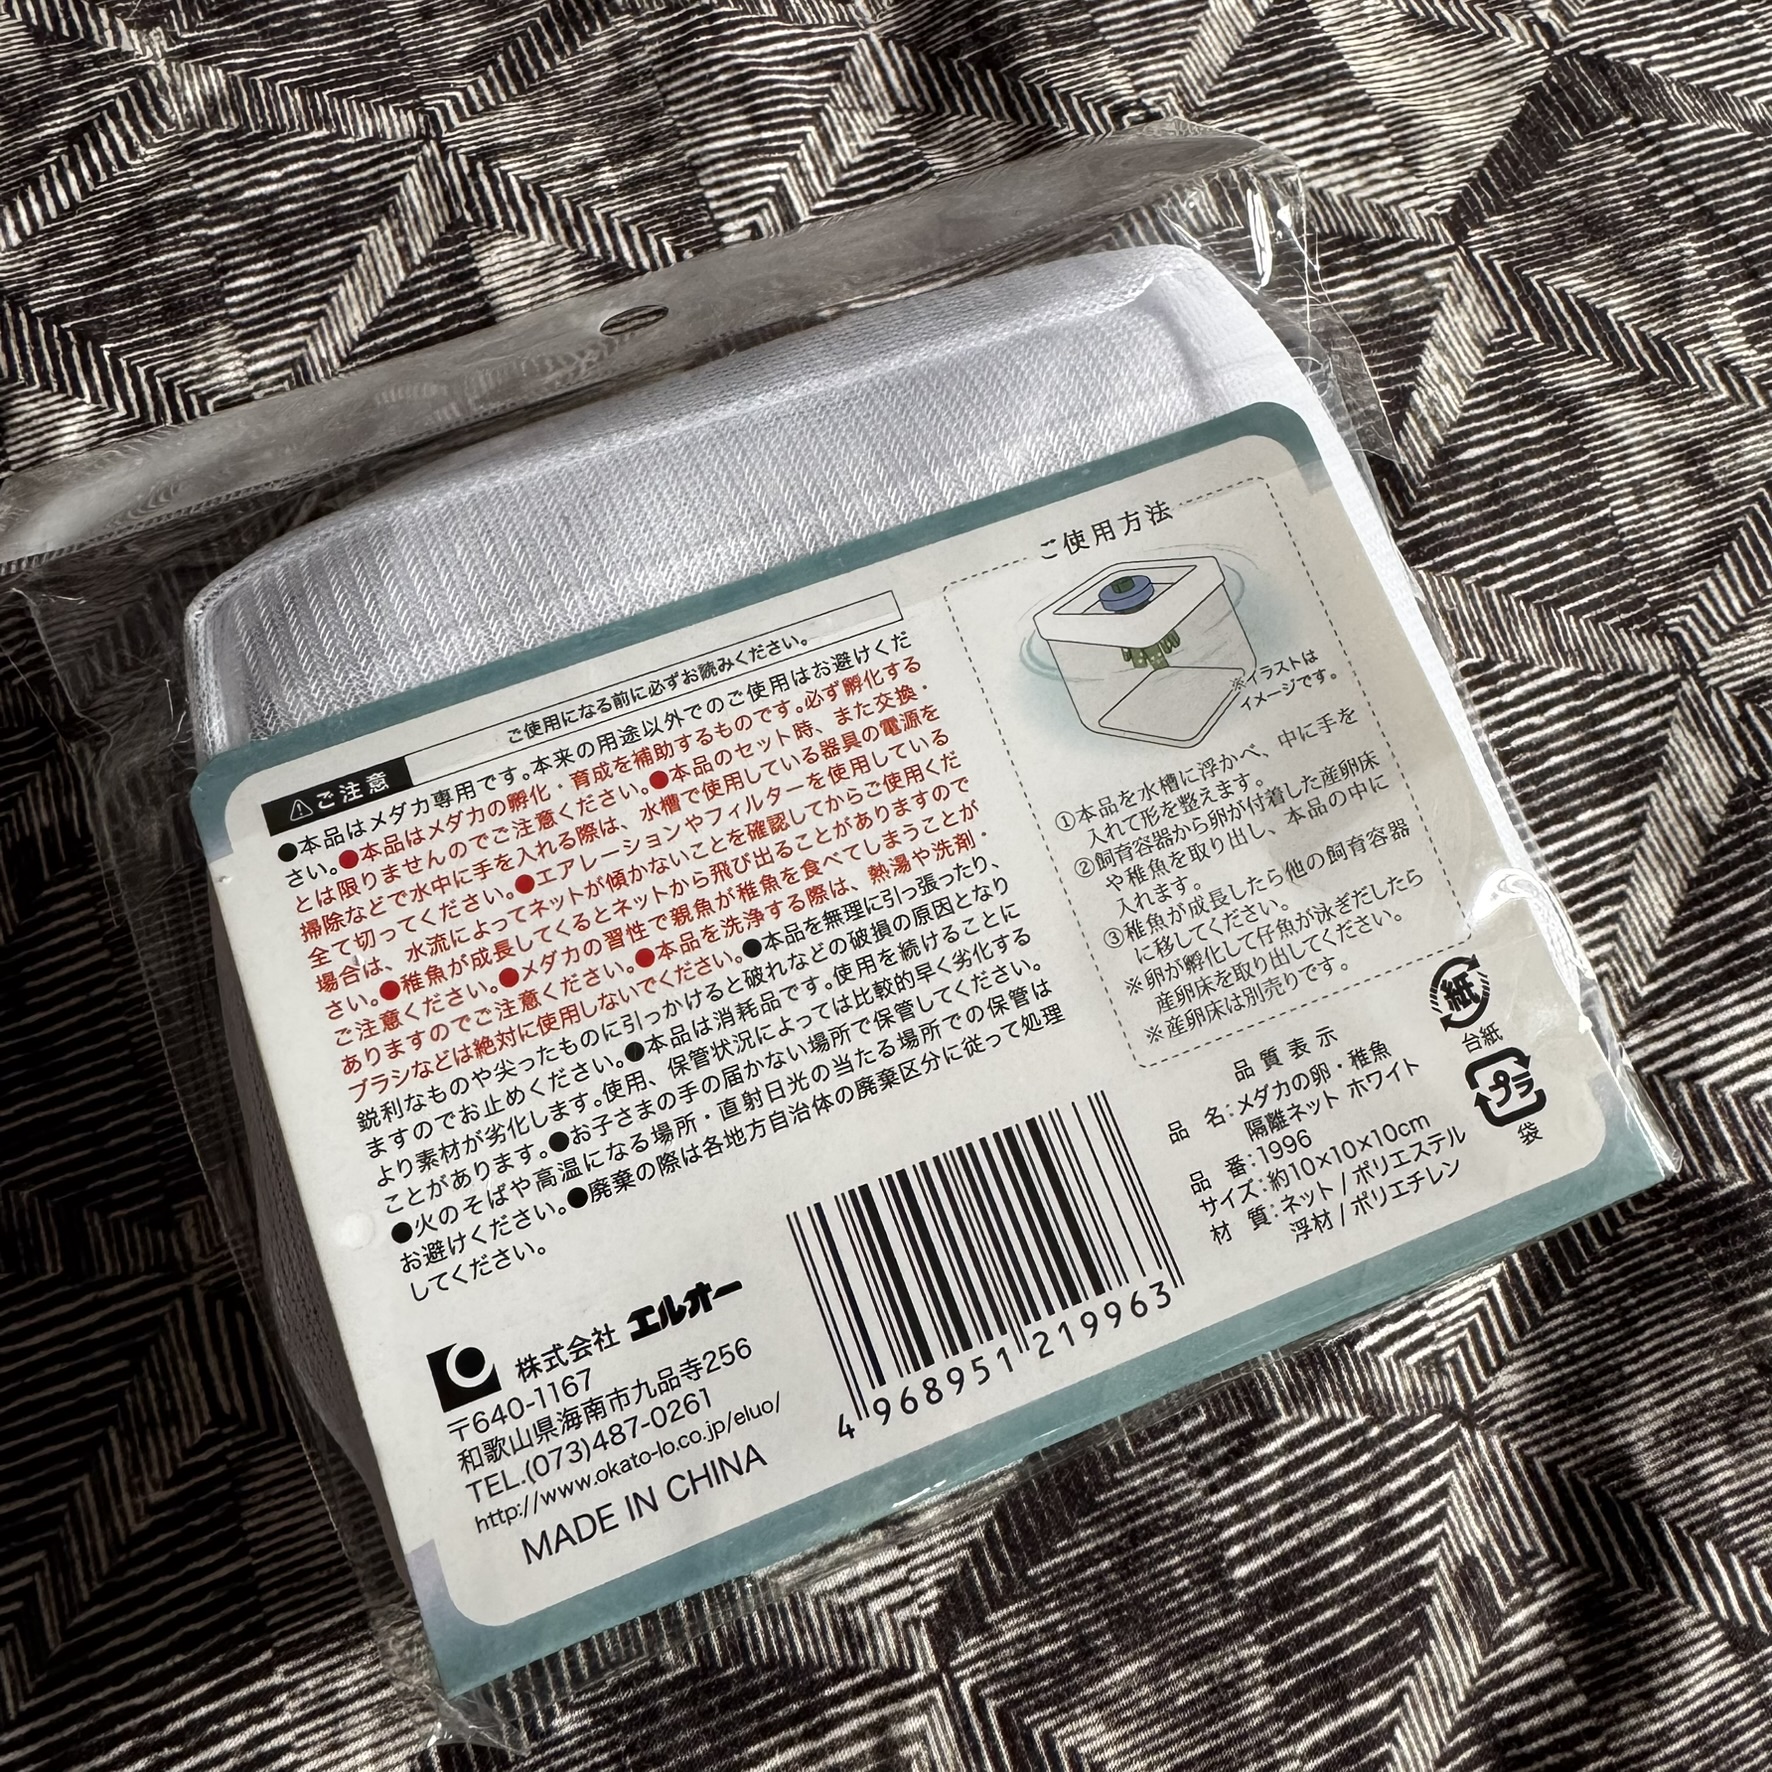 ⚠ご注意
ご使用になる前に必ずお読みください。
●本品はメダカ専用です。本来の用途以外でのご使用はお避けくだ
さい。●本品はメダカの孵化・育成を補助するものです。必ず孵化する
とは限りませんのでご注意ください。●本品のセット時、また交換・
掃除などで水中に手を入れる際は、水槽で使用している器具の電源を
全て切ってください。●エアレーションやフィルターを使用している
場合は、水流によってネットが傾かないことを確認してからご使用くだ
さい。●稚魚が成長してくるとネットから飛び出ることがありますので
ご注意ください。●メダカの習性で親魚が稚魚を食べてしまうことが
ありますのでご注意ください。●本品を洗浄する際は、熱湯や洗剤・
ブラシなどは絶対に使用しないでください。●本品を無理に引っ張ったり、
鋭利なものや尖ったものに引っかけると破れなどの破損の原因となり
ますのでお止めください。●本品は消耗品です。使用を続けることに
より素材が劣化します。使用、保管状況によっては比較的早く劣化する
ことがあります。●お子さまの手の届かない場所で保管してください。
●火のそばや高温になる場所・直射日光の当たる場所での保管は
お避けください。●廃棄の際は各地方自治体の廃棄区分に従って処理
してください。
株式会社 エルオー
〒640-1167
和歌山県海南市九品寺256
TEL.(073)487-0261
http://www.okato-lo.co.jp/eluo/
MADE IN CHINA
4968951219963
ご使用方法
※イラストは
イメージです。
①本品を水槽に浮かべ、中に手を
入れて形を整えます。
②飼育容器から卵が付着した産卵床
や稚魚を取り出し、本品の中に
入れます。
③稚魚が成長したら他の飼育容器
に移してください。
※卵が孵化して仔魚が泳ぎだしたら
産卵床を取り出してください。
※産卵床は別売りです。
品質表示
品 名:メダカの卵・稚魚
隔離ネット ホワイト
品 番:1996
サイズ:約10×10×10cm
材 質:ネット/ポリエステル
浮材/ポリエチレン
紙
台紙
プラ
袋